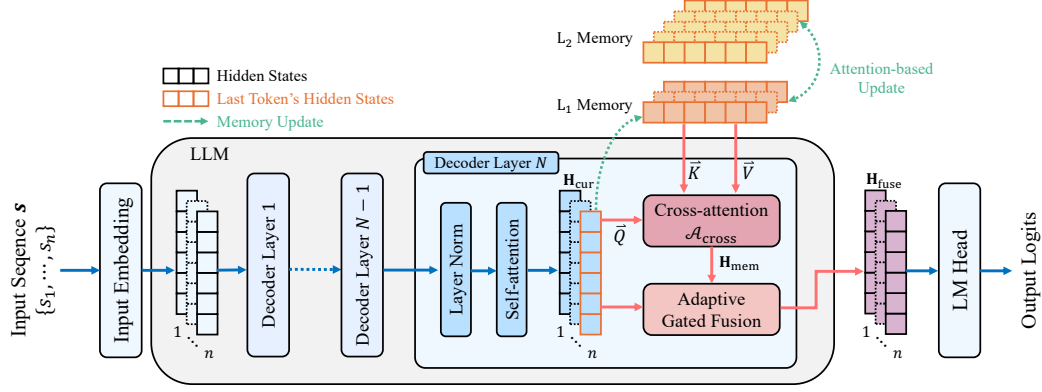 L₂ Memory
Hidden States
Last Token's Hidden States
Memory Update
Attention-based
Update
L₁ Memory
LLM
Decoder Layer N
Input Seqence s
{s₁, ⋯, sₙ}
Input Embedding
1
⋱
n
Decoder Layer 1
Decoder Layer N − 1
Layer Norm
Self-attention
H_cur
1
⋱
n
K⃗
V⃗
Q⃗
Cross-attention
𝒜_cross
H_mem
Adaptive
Gated Fusion
H_fuse
1
⋱
n
LM Head
Output Logits